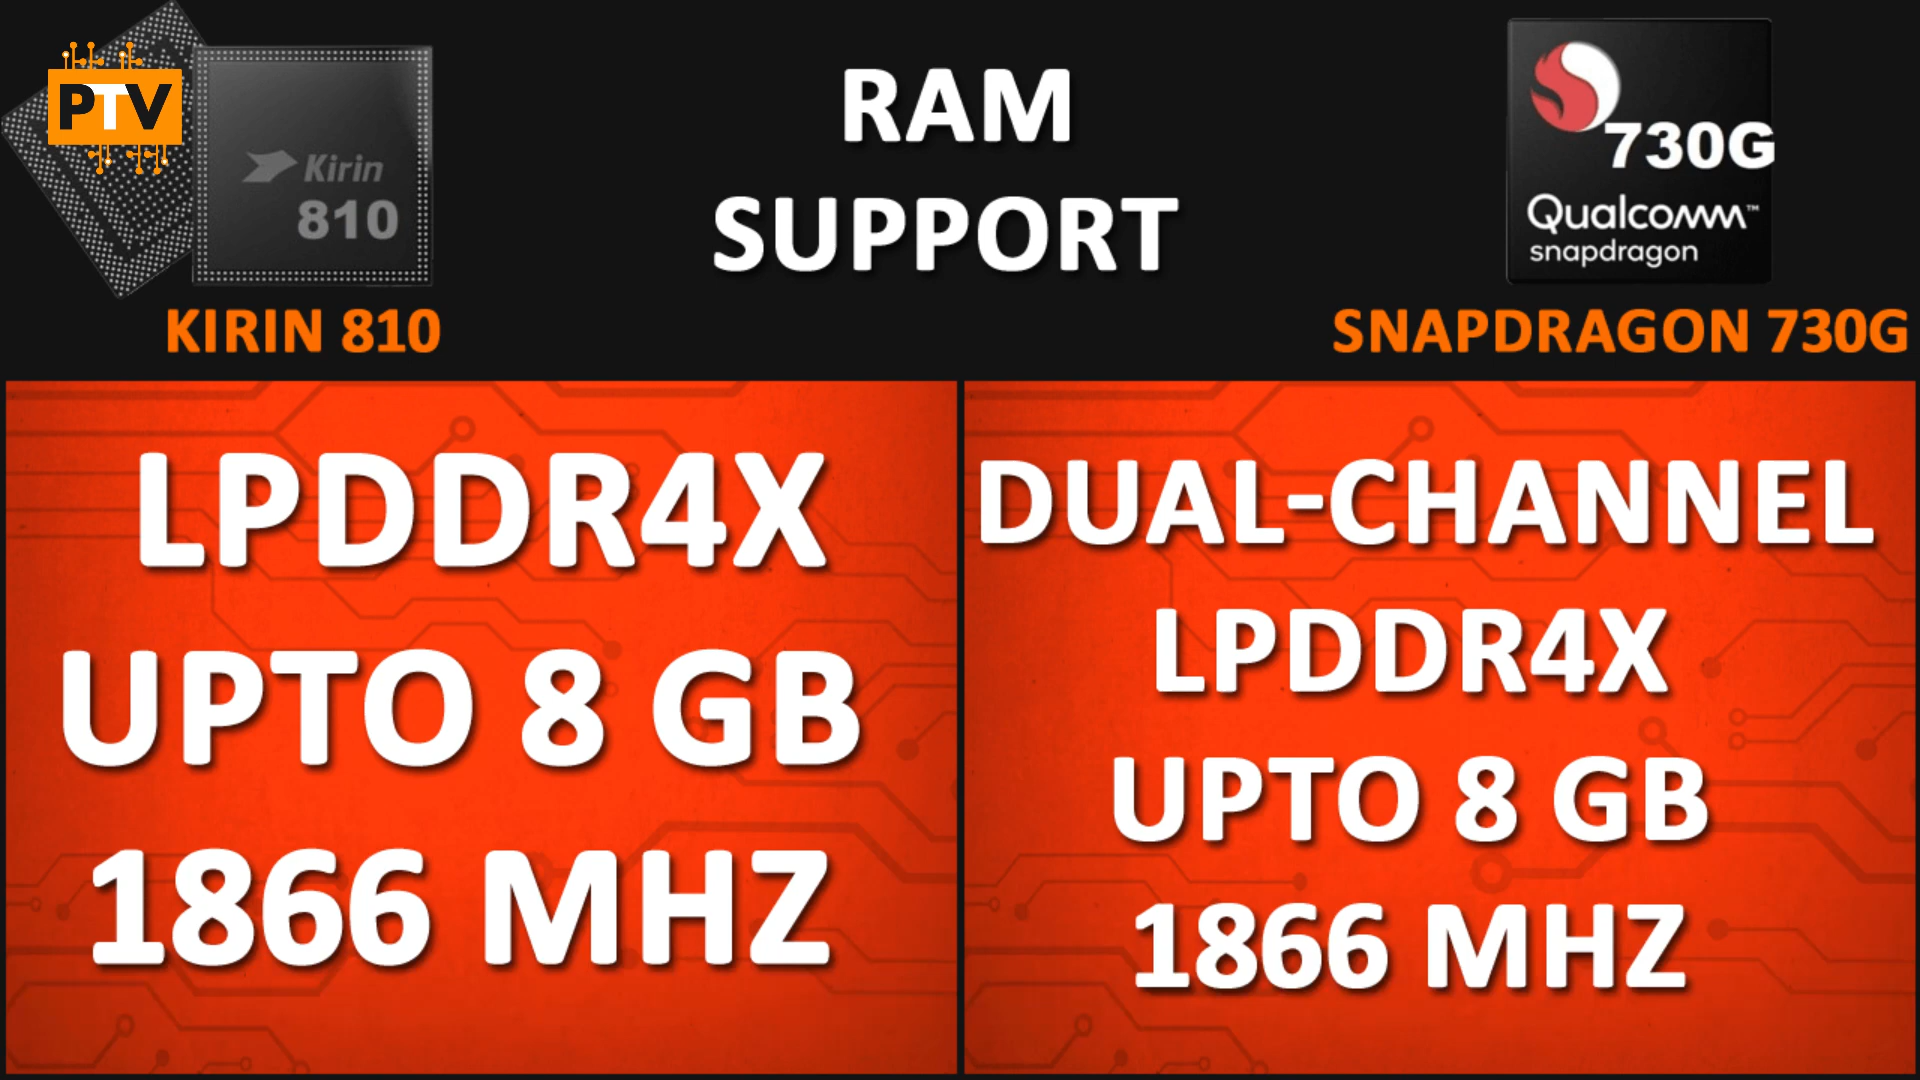 PTV
Kirin
810
KIRIN 810
RAM
SUPPORT
730G
Qualcomm™
snapdragon
SNAPDRAGON 730G
LPDDR4X
UPTO 8 GB
1866 MHZ
DUAL-CHANNEL
LPDDR4X
UPTO 8 GB
1866 MHZ